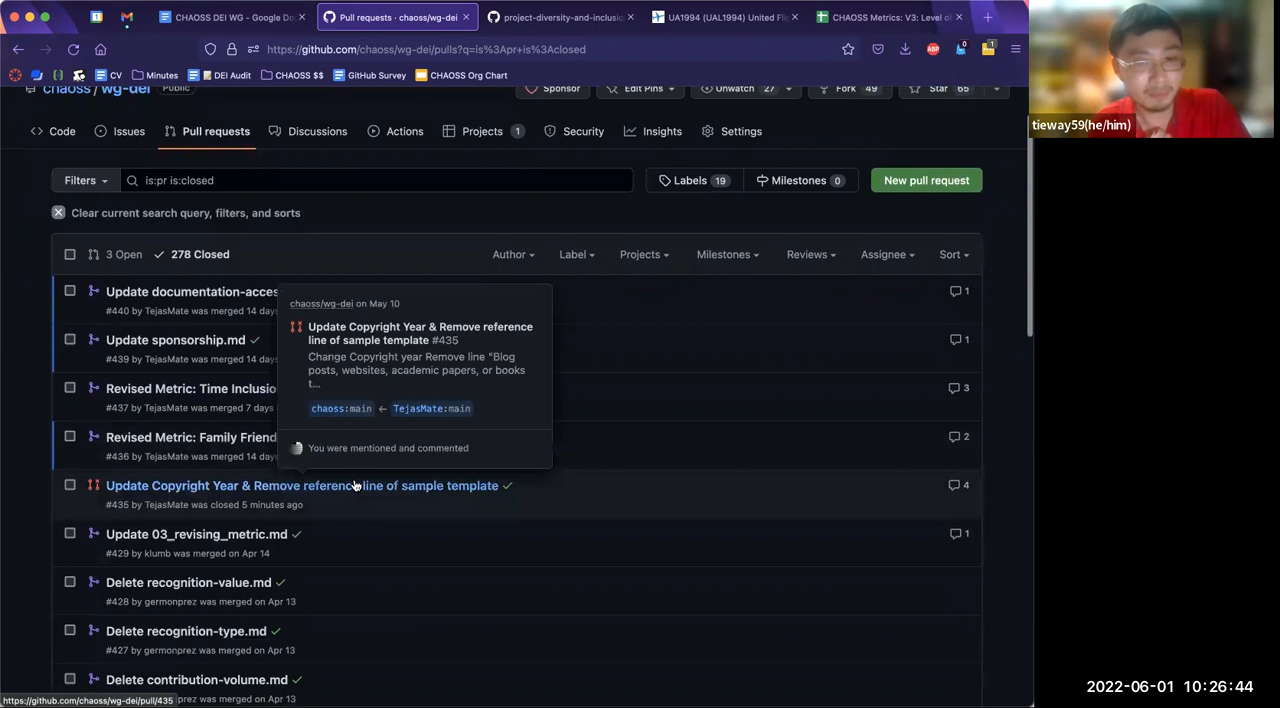 CHAOSS DEI WG - Google Do
Pull requests · chaoss/wg-dei
project-diversity-and-inclusio
UA1994 (UAL1994) United Fli
CHAOSS Metrics: V3: Level of
https://github.com/chaoss/wg-dei/pulls?q=is%3Apr+is%3Aclosed
ABP
0
1
CV
Minutes
DEI Audit
CHAOSS $$
GitHub Survey
CHAOSS Org Chart
chaoss / wg-dei
Public
Sponsor
Edit Pins
Unwatch 27
Fork 49
Star 65
Code
Issues
Pull requests
Discussions
Actions
Projects 1
Security
Insights
Settings
Filters
is:pr is:closed
Labels 19
Milestones 0
New pull request
Clear current search query, filters, and sorts
3 Open
278 Closed
Author
Label
Projects
Milestones
Reviews
Assignee
Sort
Update documentation-acces
1
#440 by TejasMate was merged 14 days
Update sponsorship.md
1
#439 by TejasMate was merged 14 days
Revised Metric: Time Inclusio
3
#437 by TejasMate was merged 7 days
Revised Metric: Family Friend
2
#436 by TejasMate was merged 14 days
chaoss/wg-dei on May 10
Update Copyright Year & Remove reference
line of sample template #435
Change Copyright year Remove line "Blog
posts, websites, academic papers, or books
t...
chaoss:main ← TejasMate:main
You were mentioned and commented
Update Copyright Year & Remove reference line of sample template
4
#435 by TejasMate was closed 5 minutes ago
Update 03_revising_metric.md
1
#429 by klumb was merged on Apr 14
Delete recognition-value.md
#428 by germonprez was merged on Apr 13
Delete recognition-type.md
#427 by germonprez was merged on Apr 13
Delete contribution-volume.md
prez was merged on Apr 13
https://github.com/chaoss/wg-dei/pull/435
tieway59(he/him)
2022-06-01 10:26:44